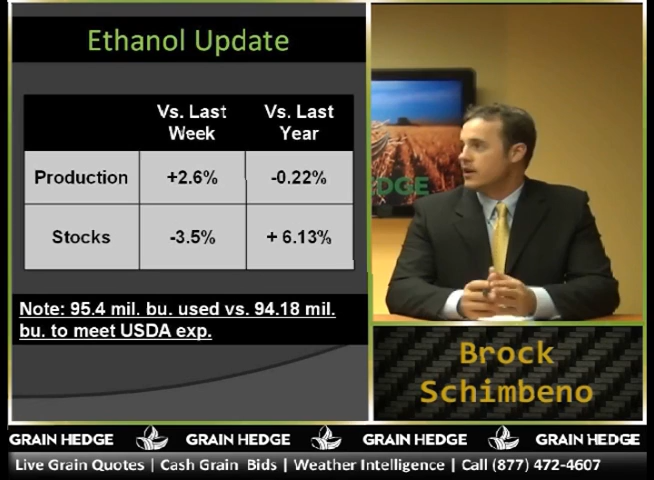 Ethanol Update
Vs. Last Week
Vs. Last Year
Production +2.6% -0.22%
Stocks -3.5% + 6.13%
Note: 95.4 mil. bu. used vs. 94.18 mil.
bu. to meet USDA exp.
EDGE
Brock
Schimbeno
GRAIN HEDGE GRAIN HEDGE GRAIN HEDGE GRAIN HEDGE
Live Grain Quotes | Cash Grain Bids | Weather Intelligence | Call (877) 472-4607